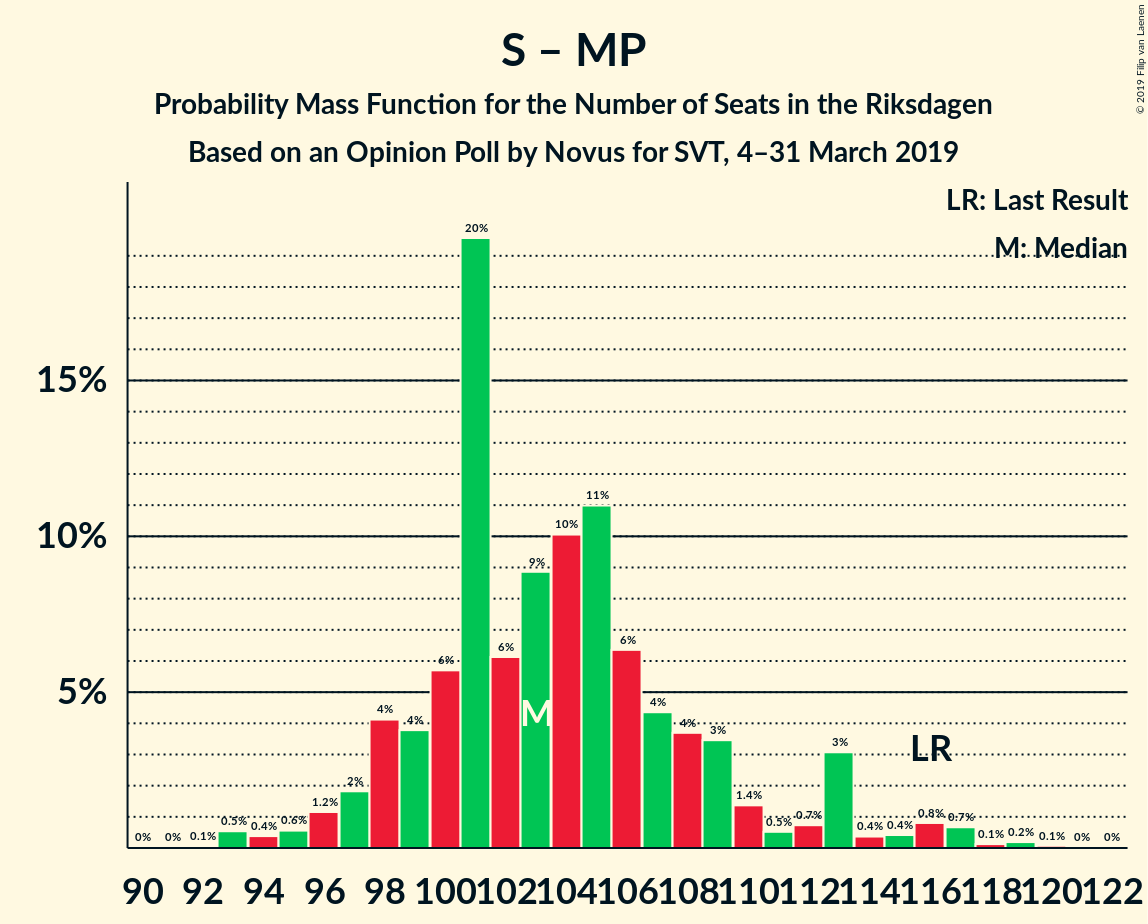 © 2019 Filip van Laenen
S – MP
Probability Mass Function for the Number of Seats in the Riksdagen
Based on an Opinion Poll by Novus for SVT, 4–31 March 2019
LR: Last Result
M: Median
15%
10%
5%
0% 0% 0.1% 0.5% 0.4% 0.6% 1.2% 2% 4% 4% 6% 20% 6% 9% 10% 11% 6% 4% 4% 3% 1.4% 0.5% 0.7% 3% 0.4% 0.4% 0.8% 0.7% 0.1% 0.2% 0.1% 0% 0%
M
LR
90 92 94 96 98 100 102 104 106 108 110 112 114 116 118 120 122